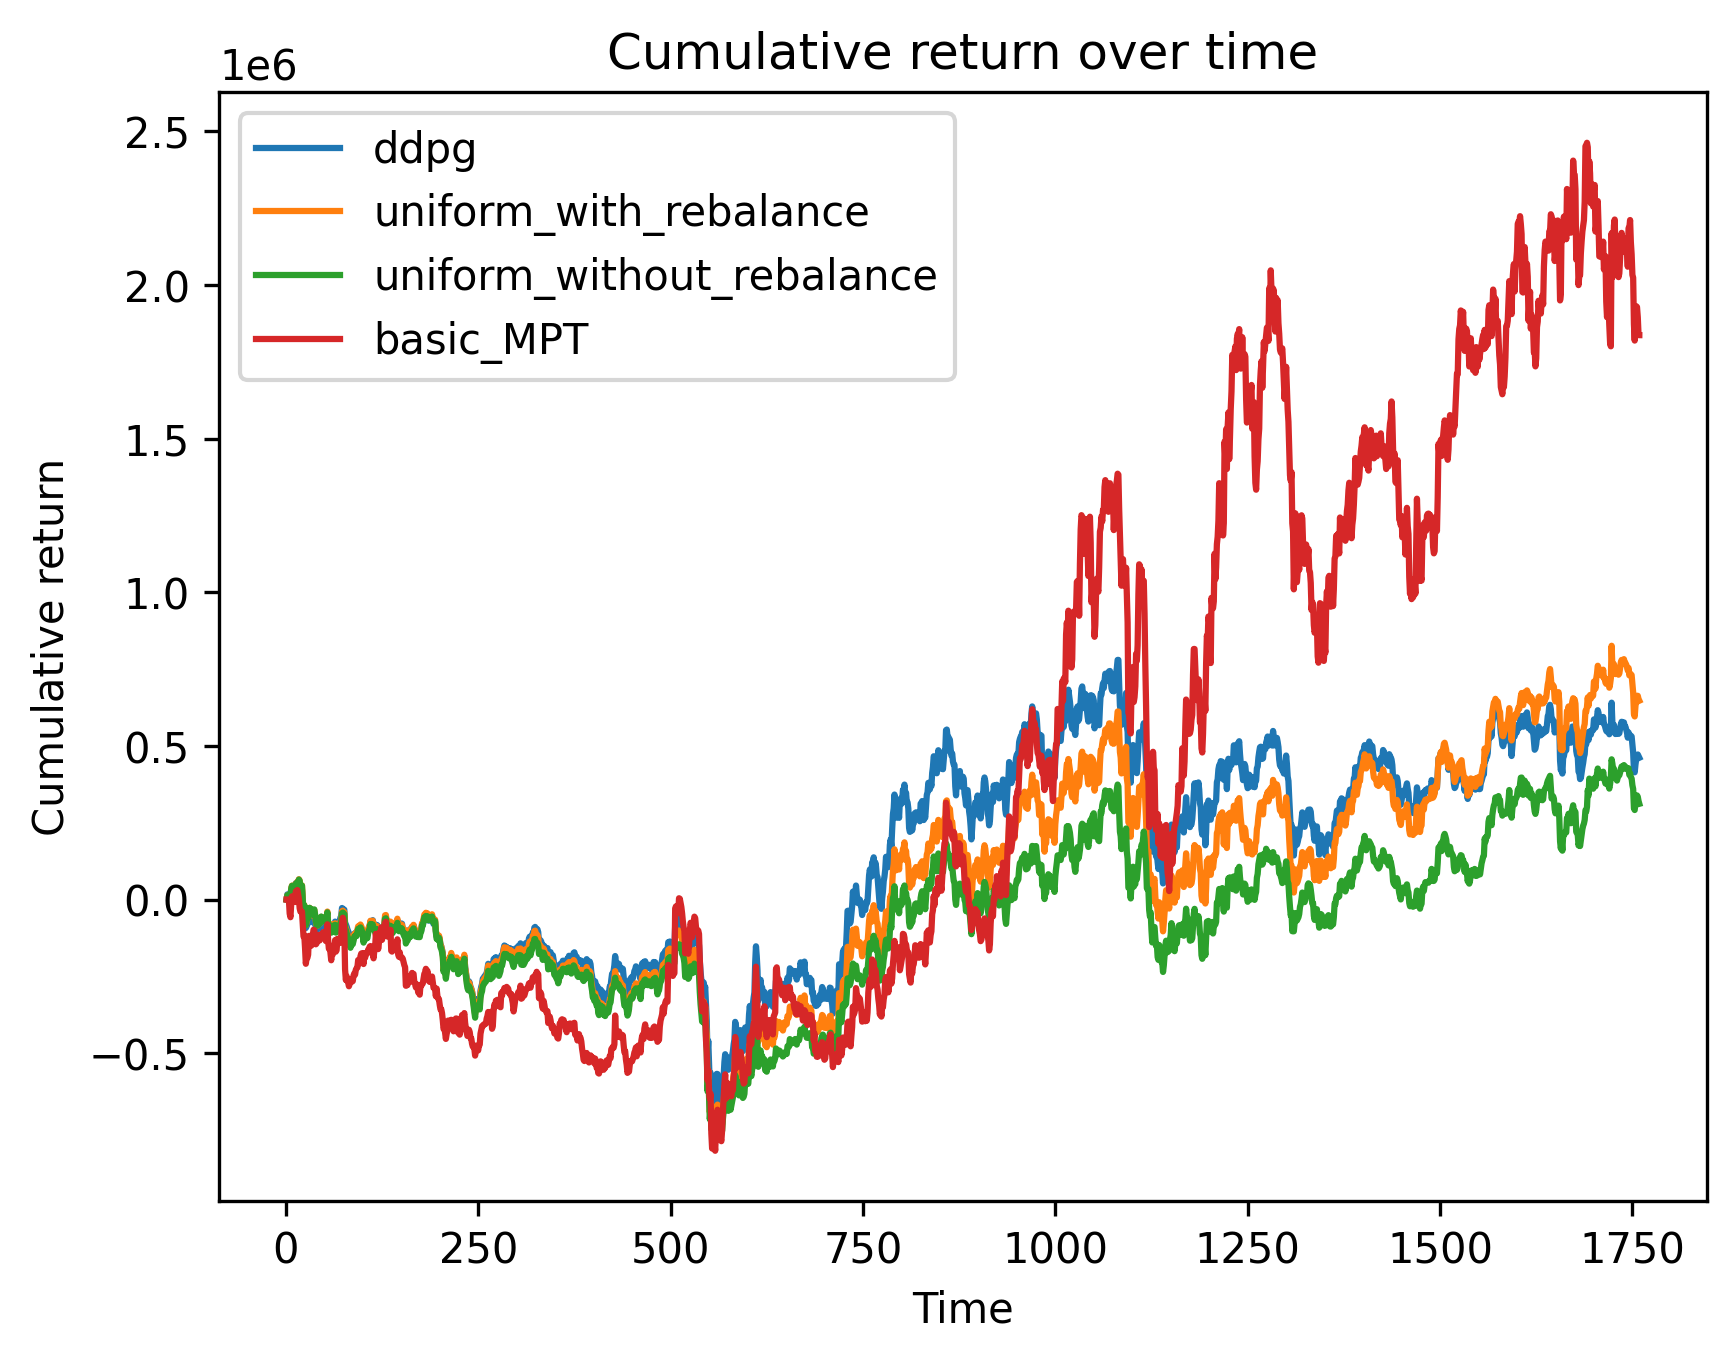 Cumulative return over time
1e6
2.5
2.0
1.5
1.0
0.5
0.0
−0.5
Cumulative return
ddpg
uniform_with_rebalance
uniform_without_rebalance
basic_MPT
0 250 500 750 1000 1250 1500 1750
Time